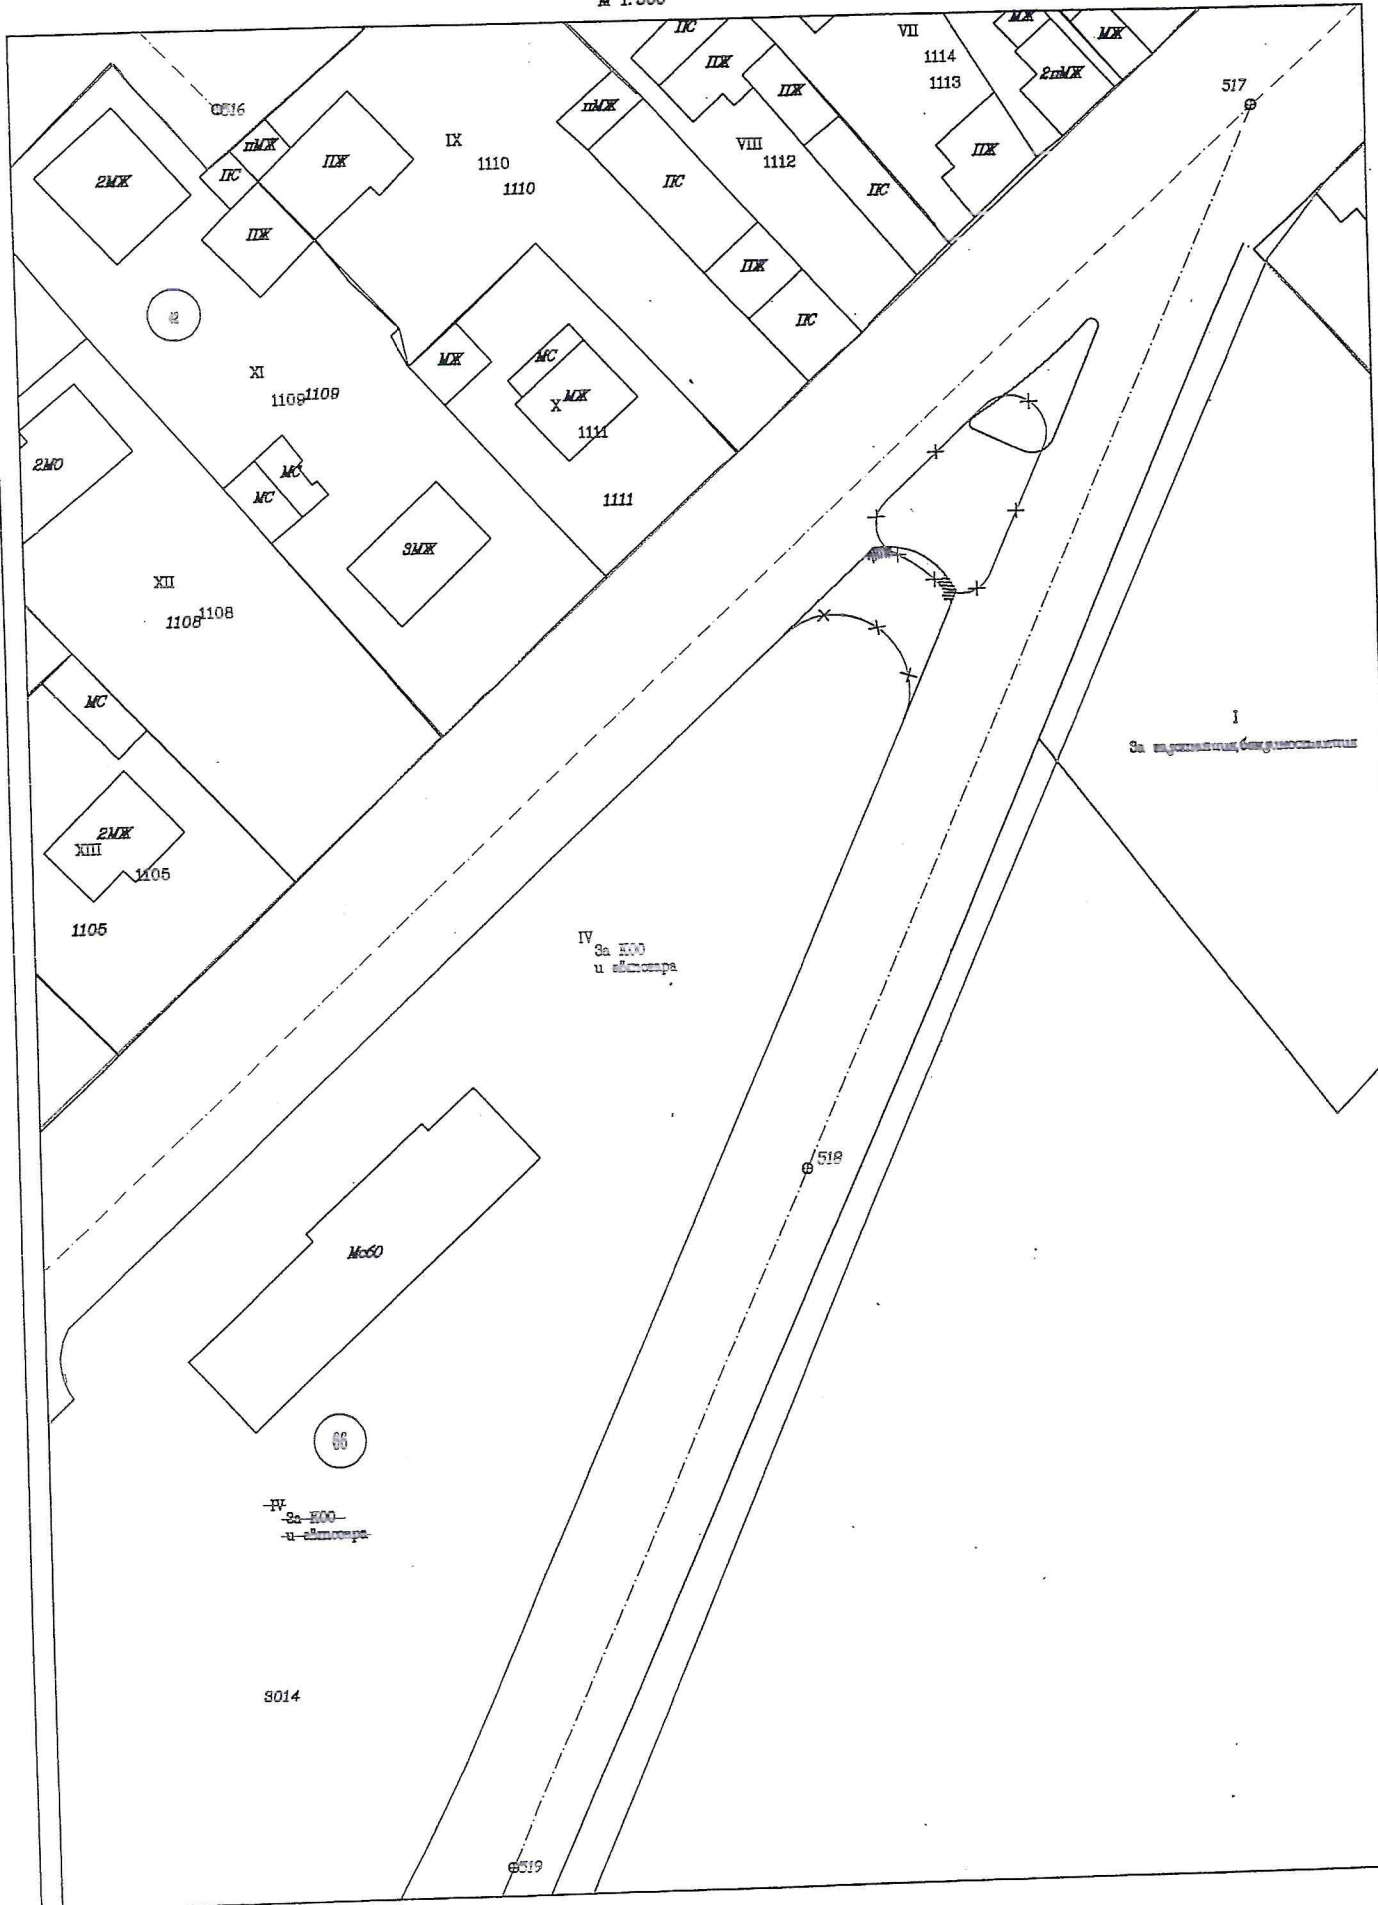 М 1:500
ПС
ПЖ
VII
1114
1113
МЖ
МЖ
2пМЖ
517
516
пМЖ
ПС
ПЖ
ПЖ
2МЖ
IX
1110
1110
пМЖ
ПС
ПЖ
ПС
VIII
1112
ПЖ
ПС
ПЖ
XI
1109 1109
МЖ
МС
МЖ
X
1111
1111
2МО
МС
МС
3МЖ
XII
1108 1108
МС
I
За
2МЖ
XIII
1105
1105
IV
За КОО
и автогара
518
МсбО
66
IV
За КОО
и автогара
3014
519